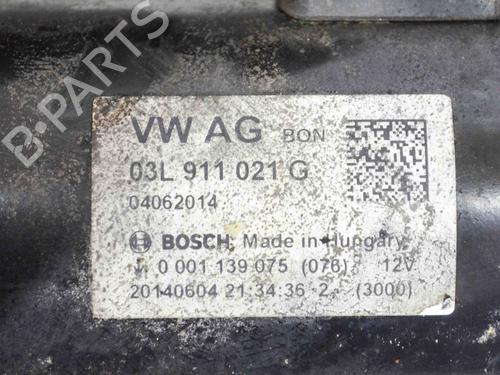 VW AG BON
03L 911 021 G
04062014
BOSCH Made in Hungary
0 001 139 075 (076) 12V
20140604 21:34:36 2 (3000)
B-PARTS